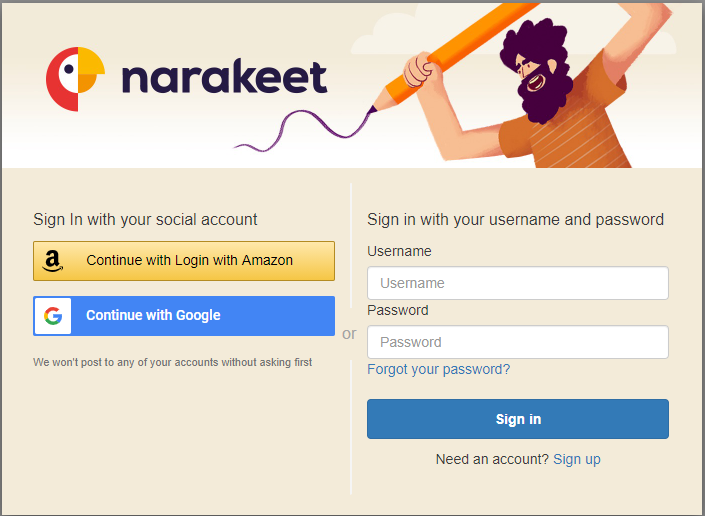 narakeet
Sign In with your social account
Continue with Login with Amazon
Continue with Google
We won't post to any of your accounts without asking first
or
Sign in with your username and password
Username
Username
Password
Password
Forgot your password?
Sign in
Need an account? Sign up